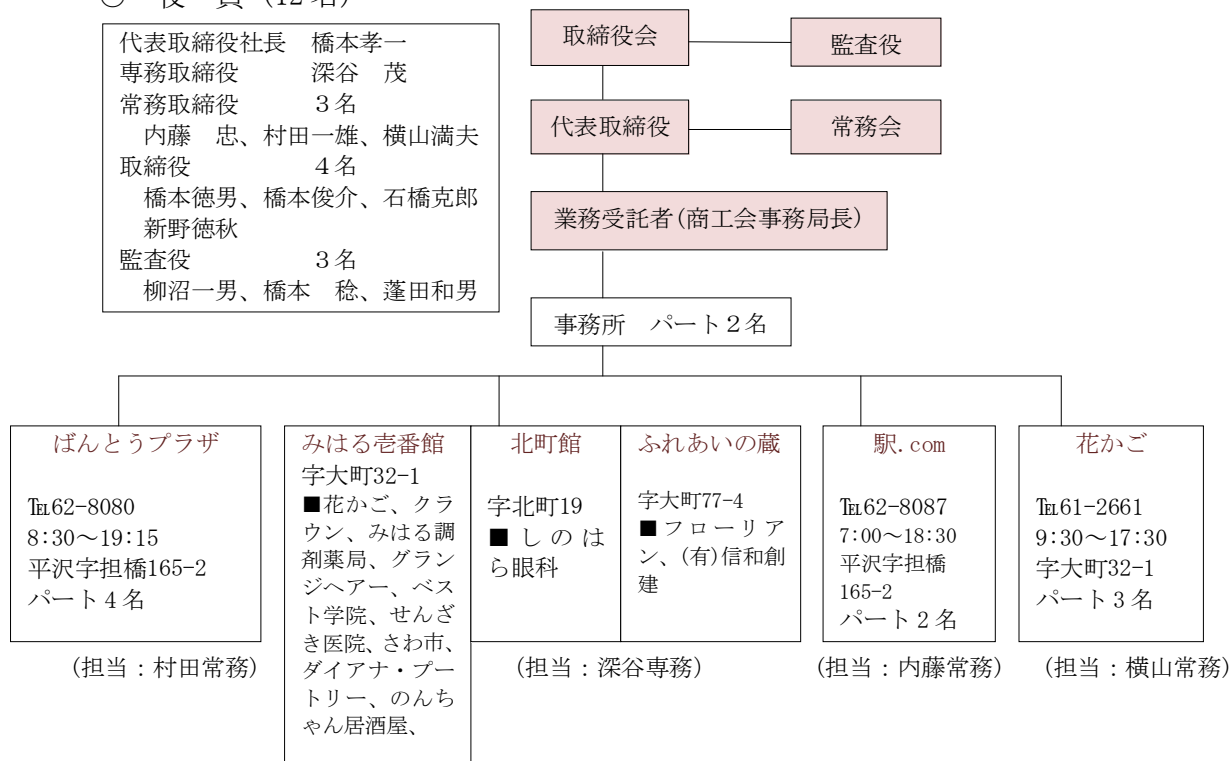 ○ 役 員 (12名)
代表取締役社長 橋本孝一
専務取締役 深谷 茂
常務取締役 3名
内藤 忠、村田一雄、横山満夫
取締役 4名
橋本徳男、橋本俊介、石橋克郎
新野徳秋
監査役 3名
柳沼一男、橋本 稔、蓬田和男
取締役会
監査役
代表取締役
常務会
業務受託者(商工会事務局長)
事務所 パート2名
ばんとうプラザ
℡62-8080
8:30～19:15
平沢字担橋165-2
パート4名
(担当：村田常務)
みはる壱番館
字大町32-1
■花かご、クラ
ウン、みはる調
剤薬局、グラン
ジヘアー、ベス
ト学院、せんざ
き医院、さわ市、
ダイアナ・プー
トリー、のんち
ゃん居酒屋、
北町館
字北町19
■しのは
ら眼科
ふれあいの蔵
字大町77-4
■フローリア
ン、(有)信和創
建
(担当：深谷専務)
駅.com
℡62-8087
7:00～18:30
平沢字担橋
165-2
パート2名
(担当：内藤常務)
花かご
℡61-2661
9:30～17:30
字大町32-1
パート3名
(担当：横山常務)